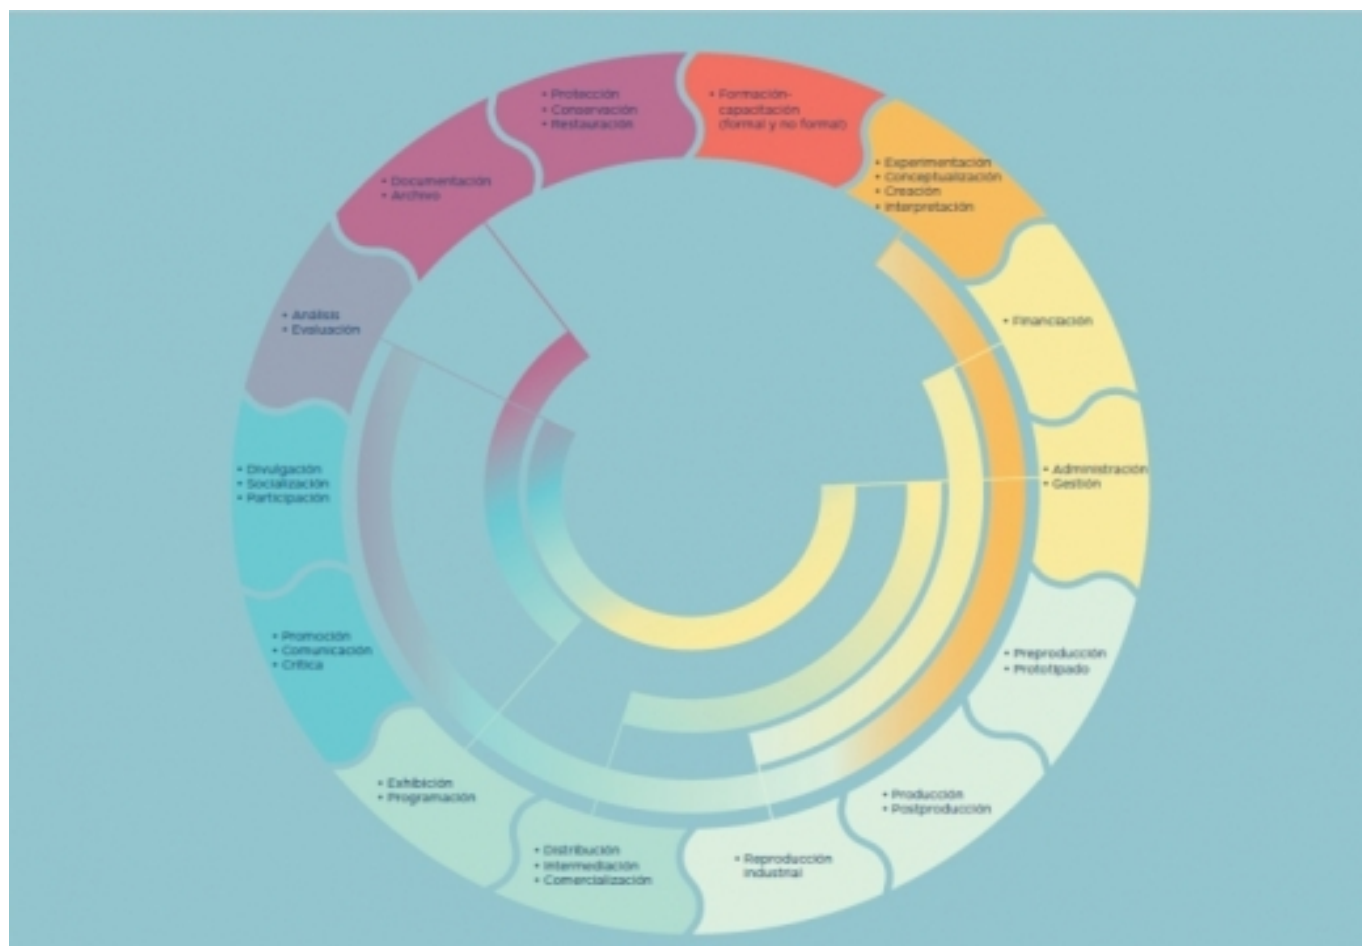 • Protección
• Conservación
• Restauración
• Formación-
capacitación
(formal y no formal)
• Experimentación
• Conceptualización
• Creación
• Interpretación
• Financiación
• Administración
• Gestión
• Preproducción
• Prototipado
• Producción
• Postproducción
• Reproducción
industrial
• Distribución
• Intermediación
• Comercialización
• Exhibición
• Programación
• Promoción
• Comunicación
• Crítica
• Divulgación
• Socialización
• Participación
• Análisis
• Evaluación
• Documentación
• Archivo